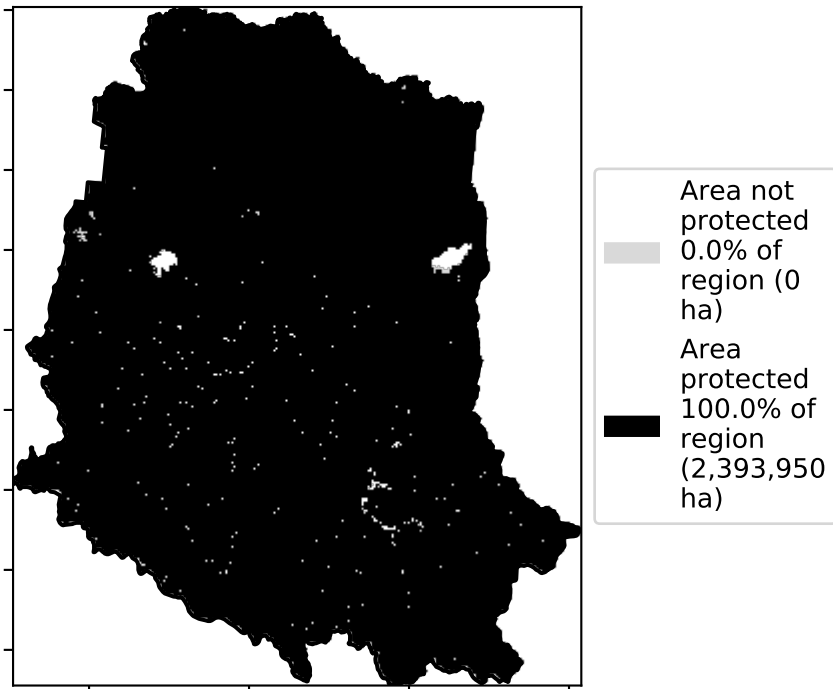 Area not
protected
0.0% of
region (0
ha)
Area
protected
100.0% of
region
(2,393,950
ha)